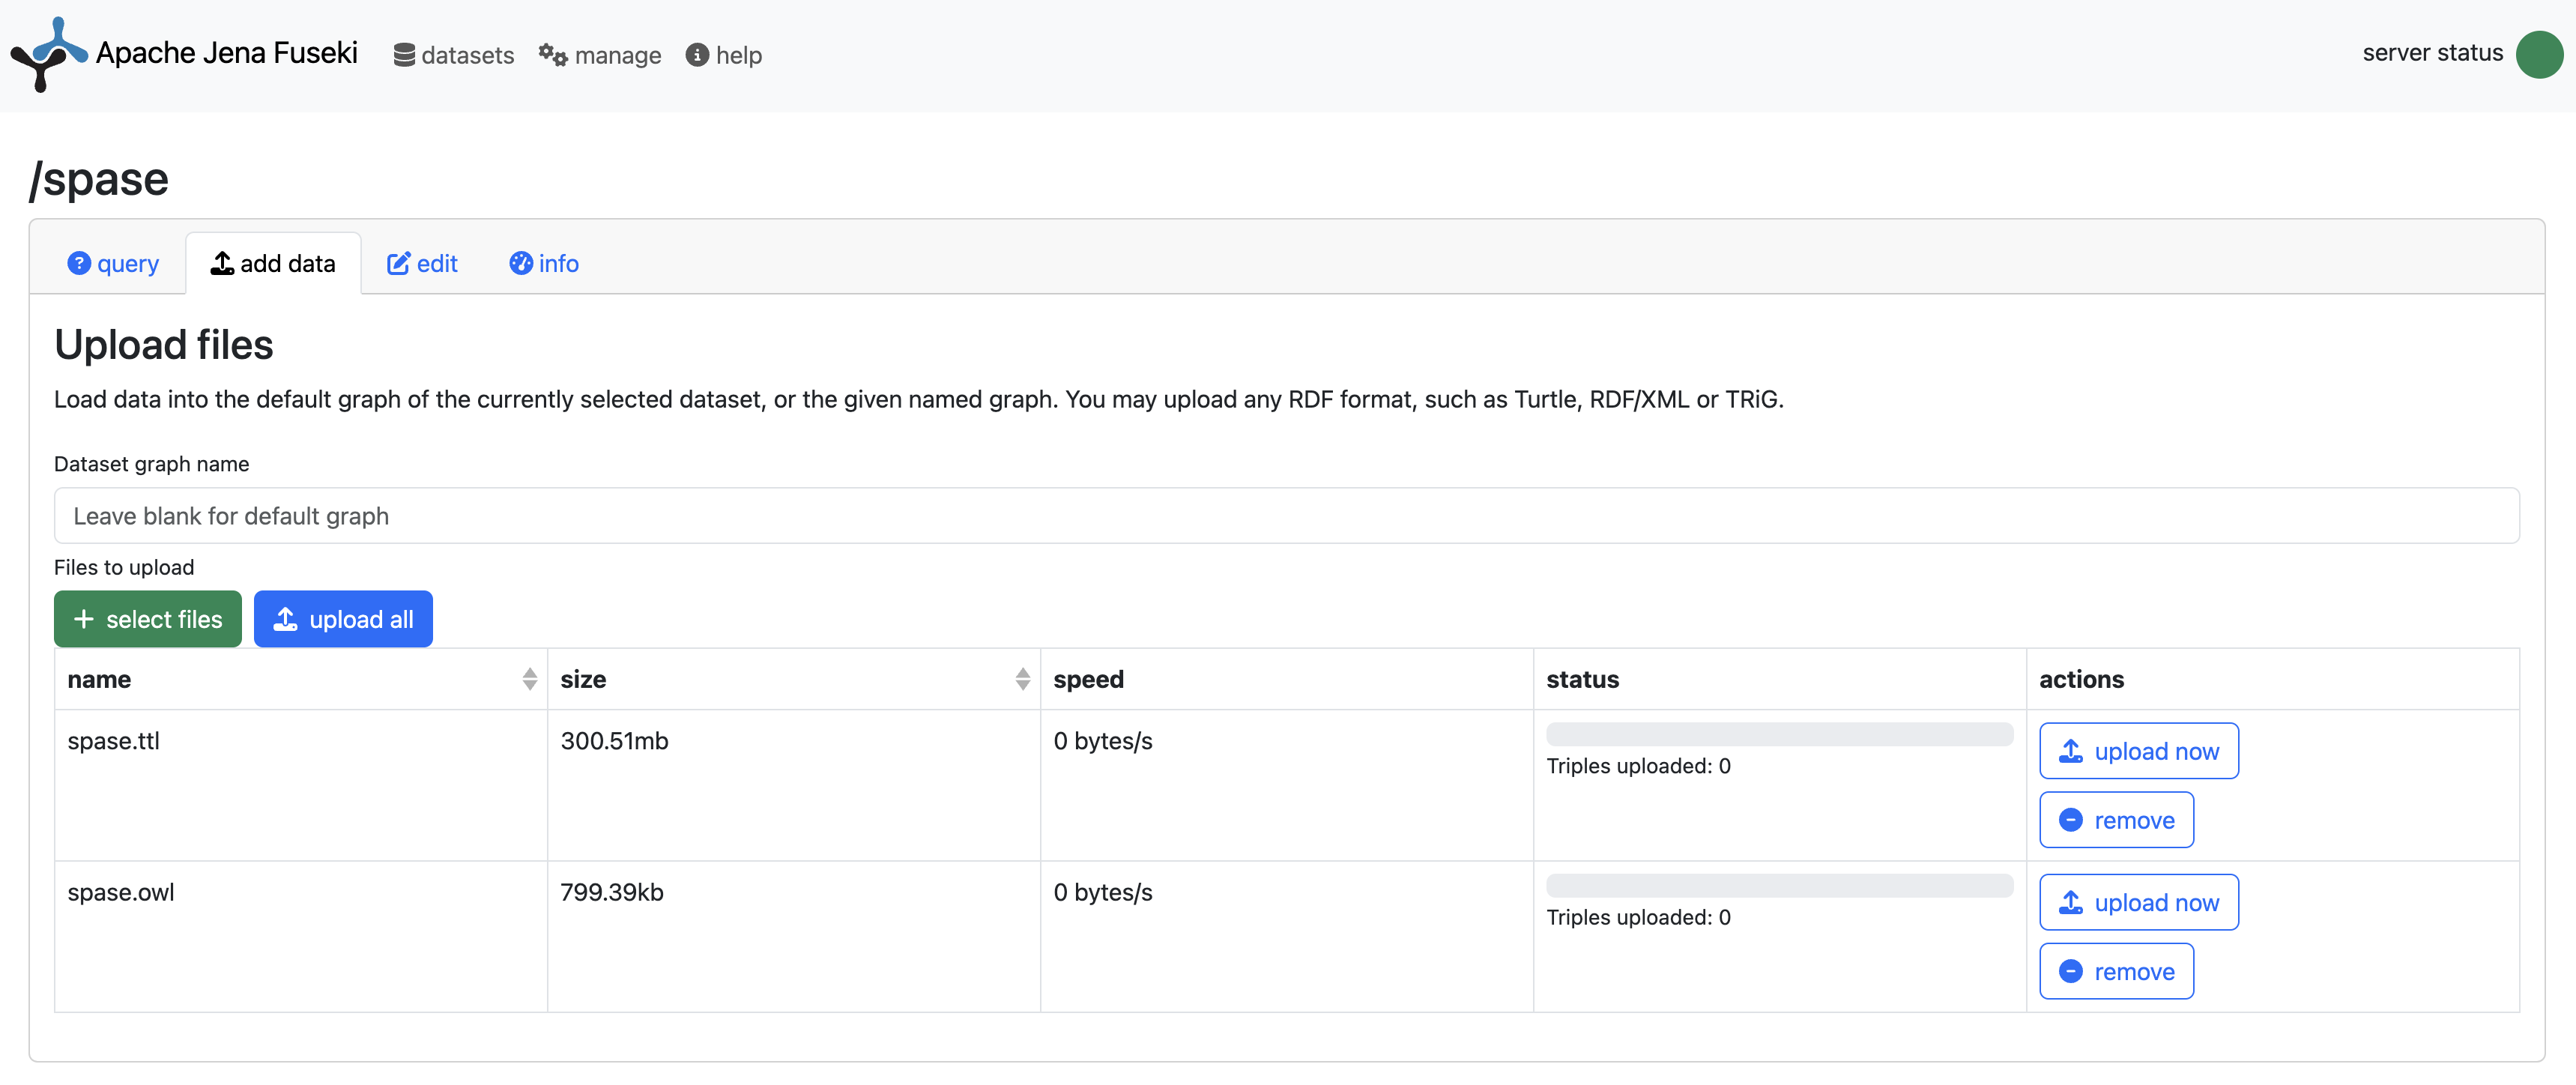 Apache Jena Fuseki datasets manage help server status
/spase
query add data edit info
Upload files
Load data into the default graph of the currently selected dataset, or the given named graph. You may upload any RDF format, such as Turtle, RDF/XML or TRiG.
Dataset graph name
Leave blank for default graph
Files to upload
select files upload all
name size speed status actions
spase.ttl 300.51mb 0 bytes/s Triples uploaded: 0 upload now
remove
spase.owl 799.39kb 0 bytes/s Triples uploaded: 0 upload now
remove